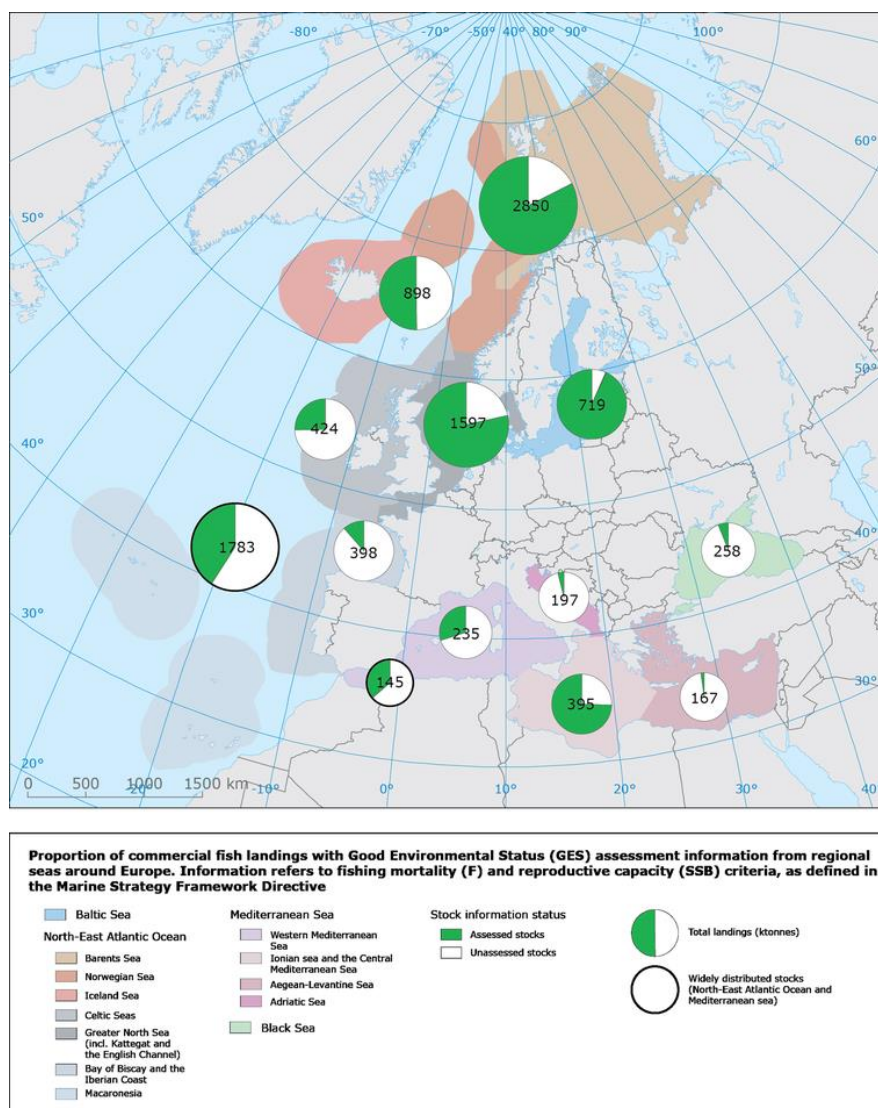 -80°
-70°
-60°
-50°
40°
80°
90°
100°
60°
50°
0°
50°
40°
30°
20°
50°
40°
30°
2850
898
719
1597
424
1783
398
258
197
235
145
395
167
0 500 1000 1500 km
-20°
-10°
0°
10°
20°
30°
40°
Proportion of commercial fish landings with Good Environmental Status (GES) assessment information from regional
seas around Europe. Information refers to fishing mortality (F) and reproductive capacity (SSB) criteria, as defined in
the Marine Strategy Framework Directive
Baltic Sea
North-East Atlantic Ocean
Barents Sea
Norwegian Sea
Iceland Sea
Celtic Seas
Greater North Sea
(incl. Kattegat and
the English Channel)
Bay of Biscay and the
Iberian Coast
Macaronesia
Mediterranean Sea
Western Mediterranean
Sea
Ionian sea and the Central
Mediterranean Sea
Aegean-Levantine Sea
Adriatic Sea
Black Sea
Stock information status
Assessed stocks
Unassessed stocks
Total landings (ktonnes)
Widely distributed stocks
(North-East Atlantic Ocean and
Mediterranean sea)